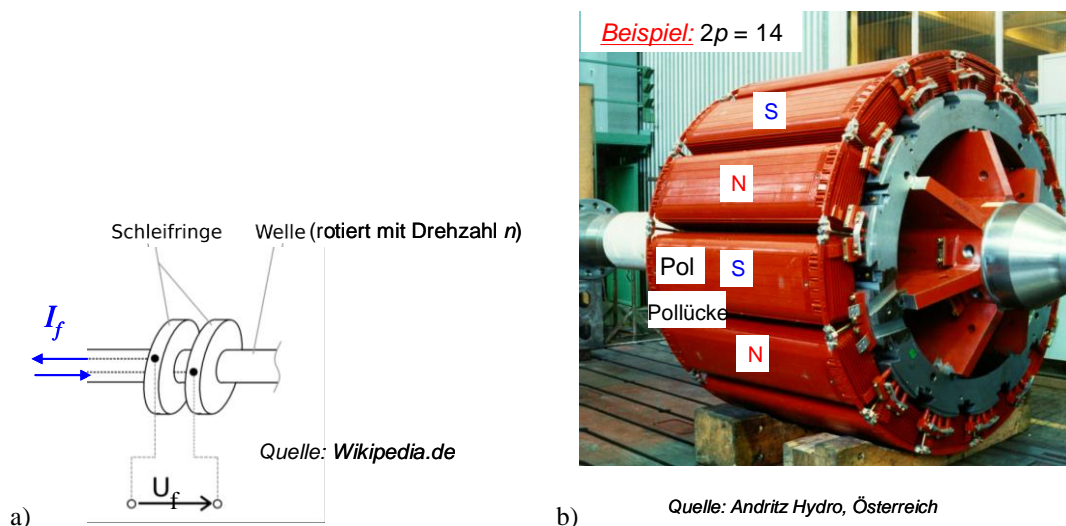 Beispiel: 2p = 14
S
N
Pol
S
Pollücke
N
Schleifringe Welle (rotiert mit Drehzahl n)
I_f
Quelle: Wikipedia.de
U_f
a)
b)
Quelle: Andritz Hydro, Österreich